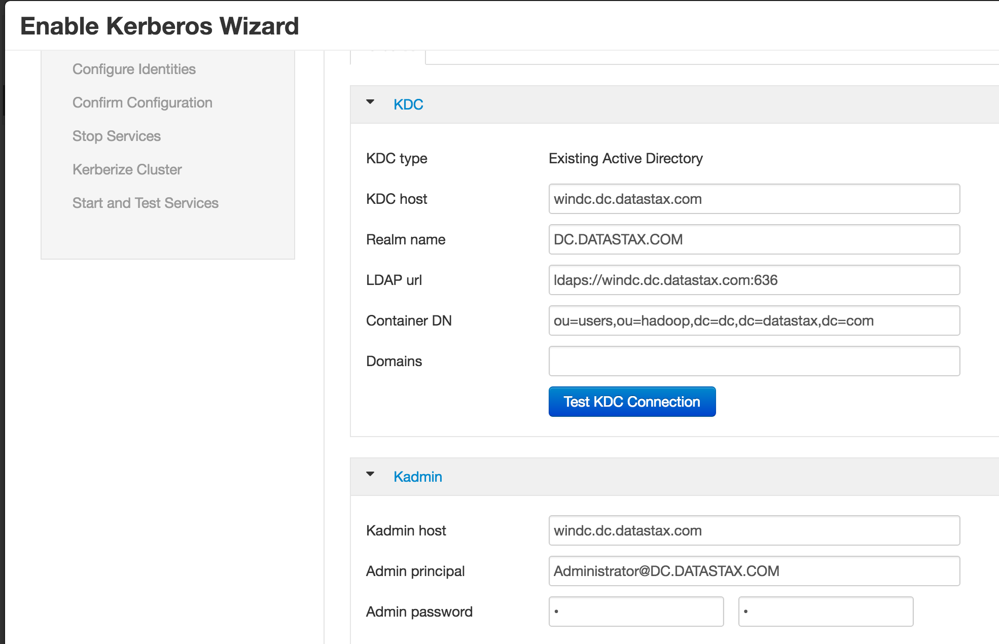 Enable Kerberos Wizard
Configure Identities
Confirm Configuration
Stop Services
Kerberize Cluster
Start and Test Services
KDC
KDC type Existing Active Directory
KDC host windc.dc.datastax.com
Realm name DC.DATASTAX.COM
LDAP url ldaps://windc.dc.datastax.com:636
Container DN ou=users,ou=hadoop,dc=dc,dc=datastax,dc=com
Domains
Test KDC Connection
Kadmin
Kadmin host windc.dc.datastax.com
Admin principal Administrator@DC.DATASTAX.COM
Admin password • •